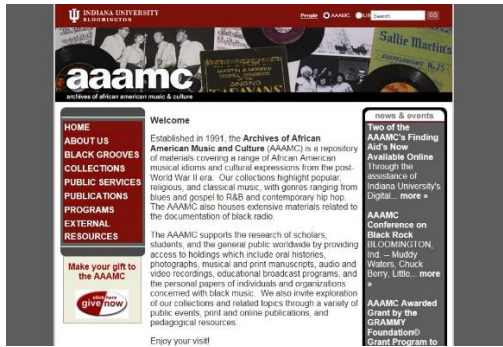 INDIANA UNIVERSITY
BLOOMINGTON
People AAAMC Search GO
Sallie Martin's
GOSPELODIUMS No. 25
MARTIN & MORRIS
GOSPEL SONGBOOK
CARAVANS
aaamc
archives of african american music & culture
HOME
ABOUT US
BLACK GROOVES
COLLECTIONS
PUBLIC SERVICES
PUBLICATIONS
PROGRAMS
EXTERNAL
RESOURCES
Make your gift to
the AAAMC
click here
give now
Welcome
Established in 1991, the Archives of African
American Music and Culture (AAAMC) is a repository
of materials covering a range of African American
musical idioms and cultural expressions from the post-
World War II era. Our collections highlight popular,
religious, and classical music, with genres ranging from
blues and gospel to R&B and contemporary hip hop.
The AAAMC also houses extensive materials related to
the documentation of black radio.
The AAAMC supports the research of scholars,
students, and the general public worldwide by providing
access to holdings which include oral histories,
photographs, musical and print manuscripts, audio and
video recordings, educational broadcast programs, and
the personal papers of individuals and organizations
concerned with black music. We also invite exploration
of our collections and related topics through a variety of
public events, print and online publications, and
pedagogical resources.
Enjoy your visit!
news & events
Two of the
AAAMC's Finding
Aid's Now
Available Online
Through the
assistance of
Indiana University's
Digital... more »
AAAMC
Conference on
Black Rock
BLOOMINGTON,
Ind. -- Muddy
Waters, Chuck
Berry, Little... more
»
AAAMC Awarded
Grant by the
GRAMMY
Foundation©
Grant Program to